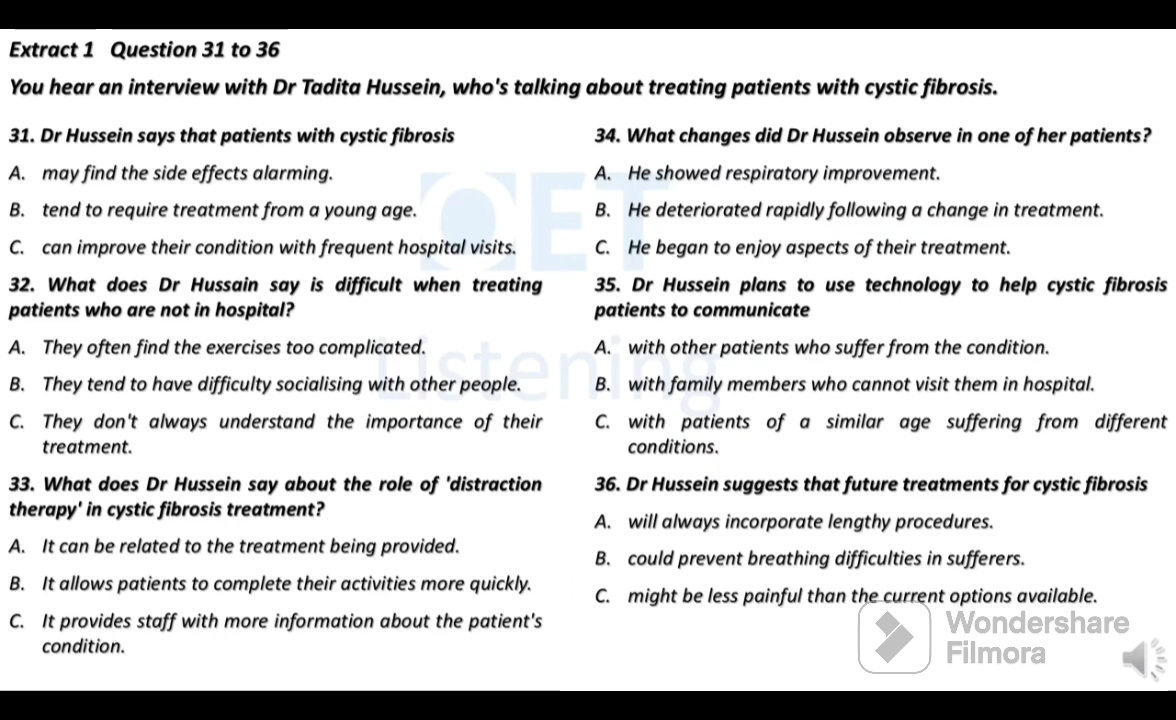 Extract 1 Question 31 to 36
You hear an interview with Dr Tadita Hussein, who's talking about treating patients with cystic fibrosis.
31. Dr Hussein says that patients with cystic fibrosis
A. may find the side effects alarming.
B. tend to require treatment from a young age.
C. can improve their condition with frequent hospital visits.
32. What does Dr Hussain say is difficult when treating
patients who are not in hospital?
A. They often find the exercises too complicated.
B. They tend to have difficulty socialising with other people.
C. They don't always understand the importance of their
treatment.
33. What does Dr Hussein say about the role of 'distraction
therapy' in cystic fibrosis treatment?
A. It can be related to the treatment being provided.
B. It allows patients to complete their activities more quickly.
C. It provides staff with more information about the patient's
condition.
34. What changes did Dr Hussein observe in one of her patients?
A. He showed respiratory improvement.
B. He deteriorated rapidly following a change in treatment.
C. He began to enjoy aspects of their treatment.
35. Dr Hussein plans to use technology to help cystic fibrosis
patients to communicate
A. with other patients who suffer from the condition.
B. with family members who cannot visit them in hospital.
C. with patients of a similar age suffering from different
conditions.
36. Dr Hussein suggests that future treatments for cystic fibrosis
A. will always incorporate lengthy procedures.
B. could prevent breathing difficulties in sufferers.
C. might be less painful than the current options available.
OET
Listening
Wondershare
Filmora